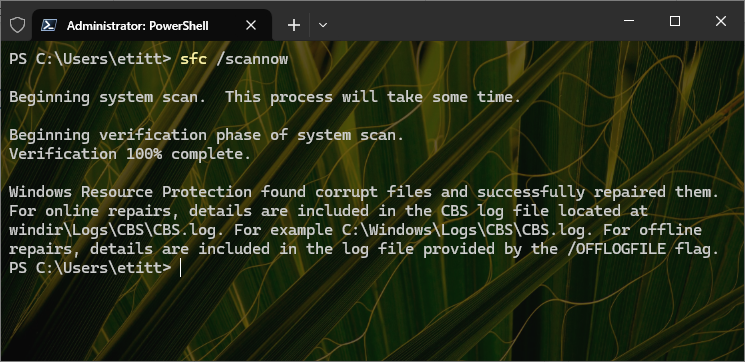 Administrator: PowerShell
PS C:\Users\etitt> sfc /scannow
Beginning system scan.  This process will take some time.
Beginning verification phase of system scan.
Verification 100% complete.
Windows Resource Protection found corrupt files and successfully repaired them.
For online repairs, details are included in the CBS log file located at
windir\Logs\CBS\CBS.log. For example C:\Windows\Logs\CBS\CBS.log. For offline
repairs, details are included in the log file provided by the /OFFLOGFILE flag.
PS C:\Users\etitt>